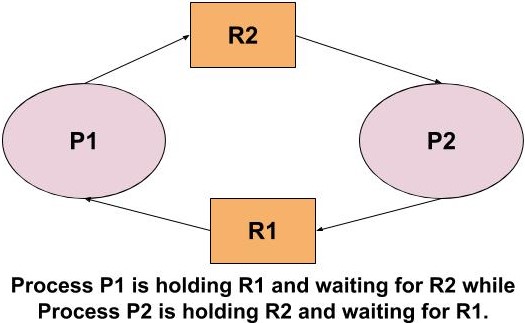 R2
P1
P2
R1
Process P1 is holding R1 and waiting for R2 while
Process P2 is holding R2 and waiting for R1.